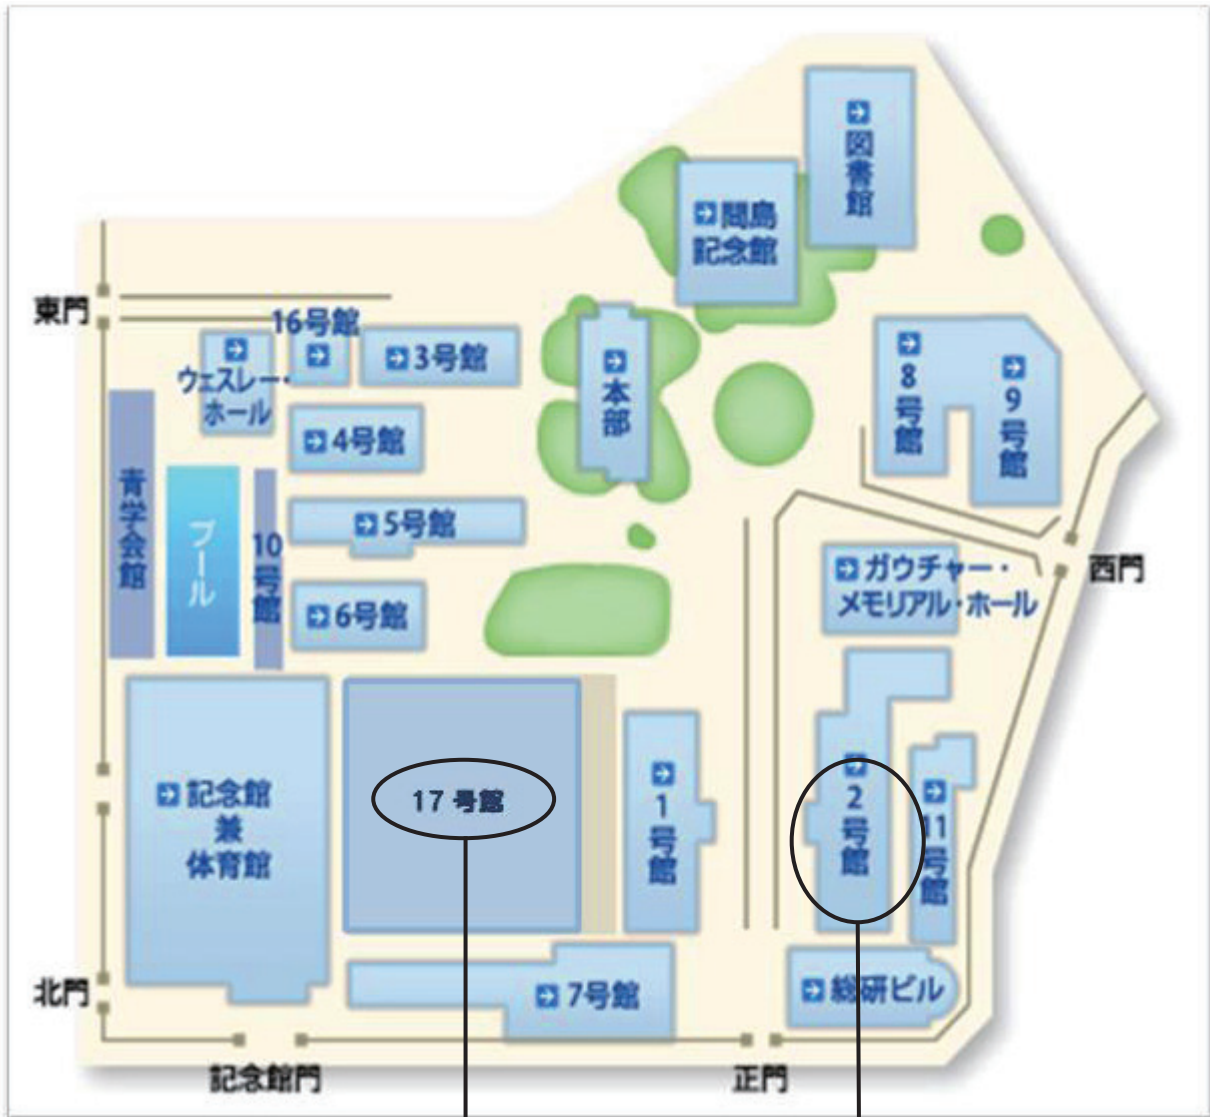 図書館
間島
記念館
東門
16号館
3号館
ウェスレー・
ホール
本部
8号館
9号館
4号館
青学会館
プール
10号館
5号館
西門
ガウチャー・
メモリアル・ホール
6号館
記念館
兼
体育館
17 号館
1号館
2号館
11号館
北門
7号館
総研ビル
記念館門
正門